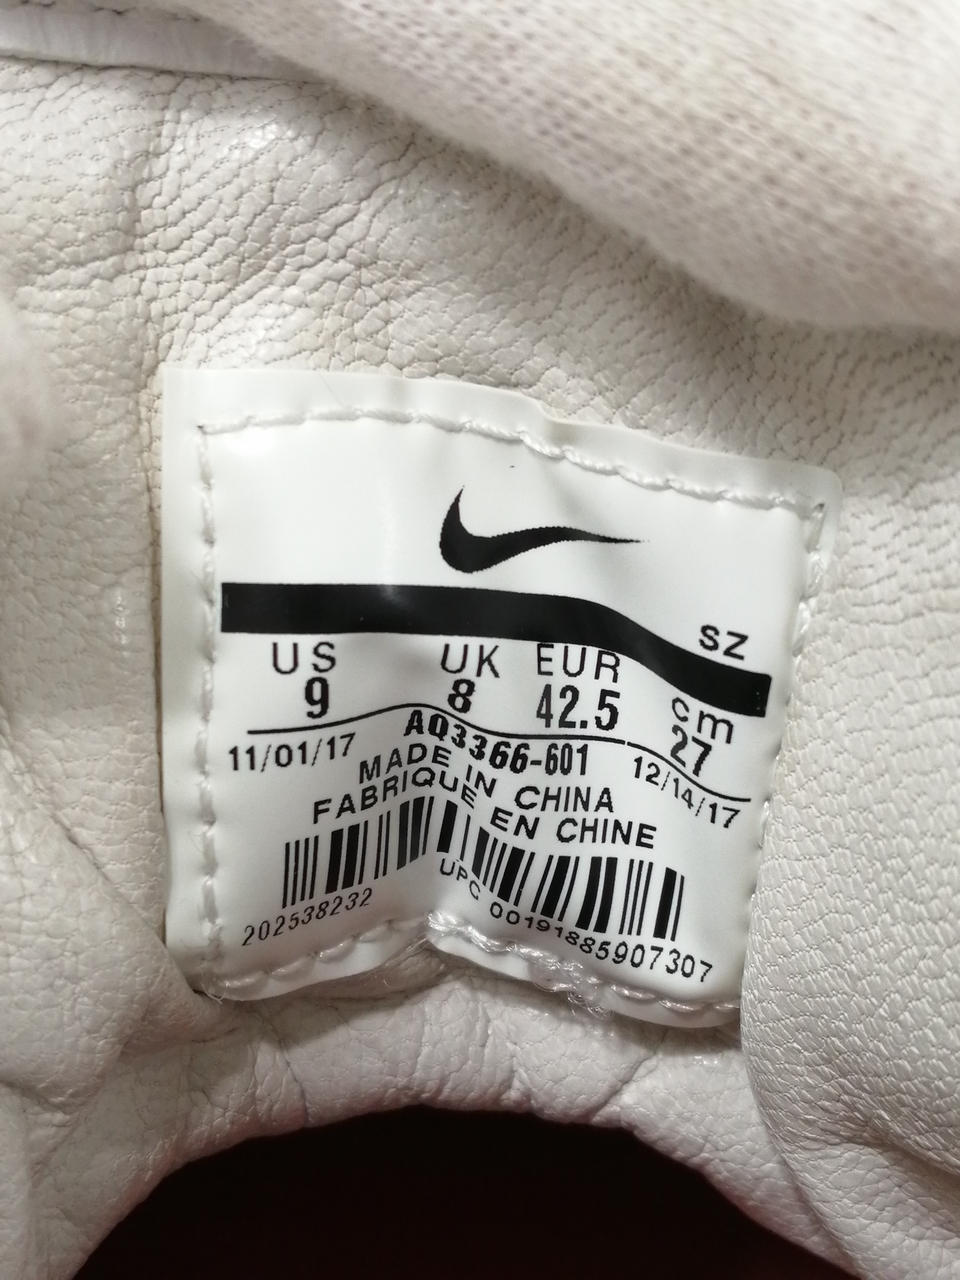 SZ
US UK EUR cm
9 8 42.5 27
AQ3366-601
11/01/17 12/14/17
MADE IN CHINA
FABRIQUE EN CHINE
202538232 UPC 00191885907307